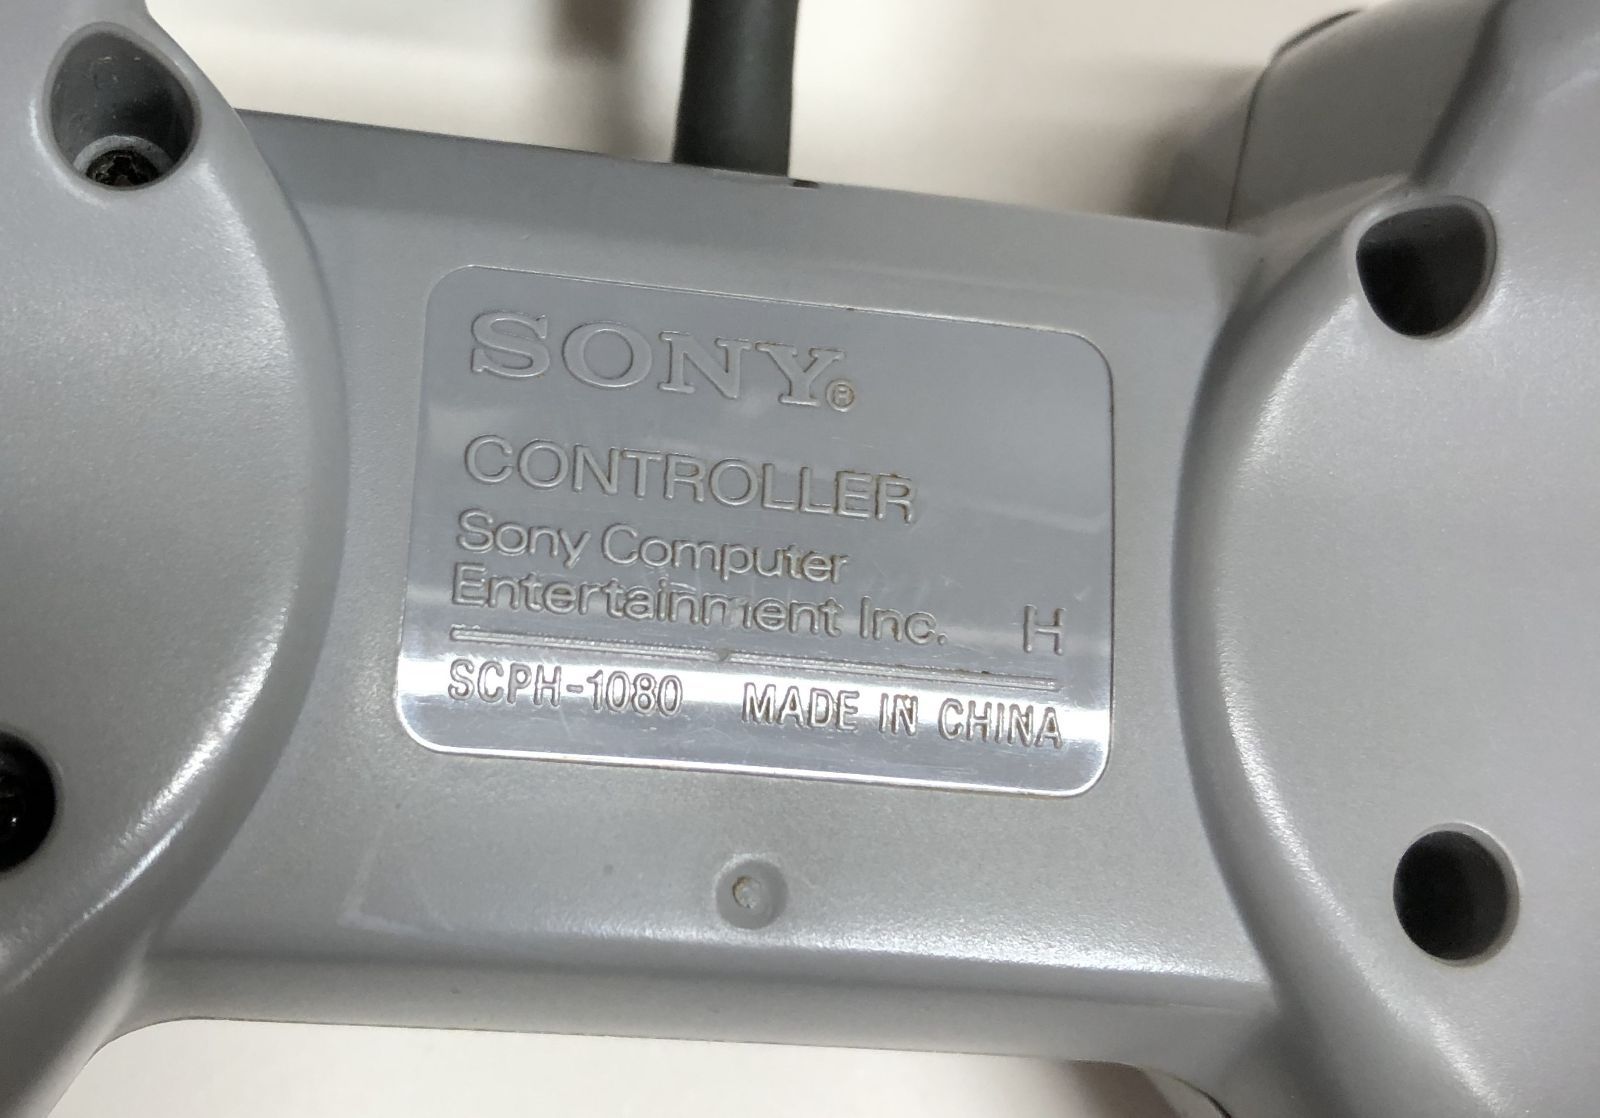 SONY®
CONTROLLER
Sony Computer
Entertainment Inc. H
SCPH-1080 MADE IN CHINA